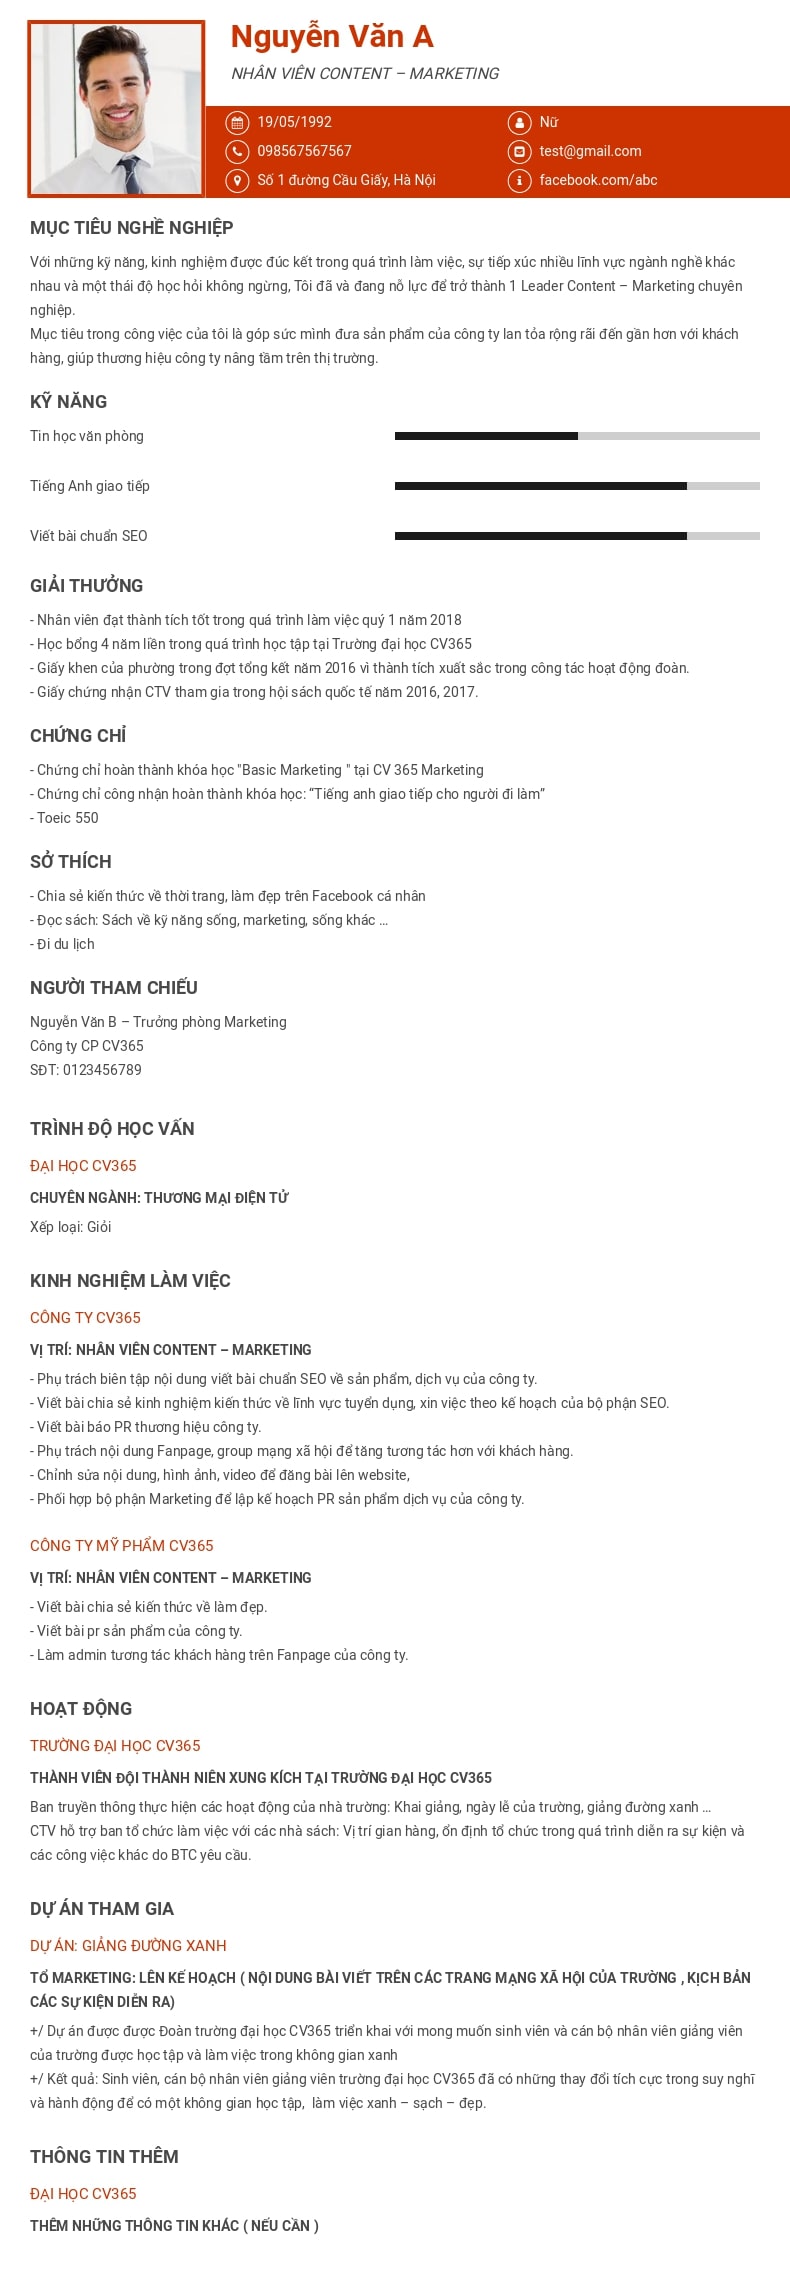 Nguyễn Văn A
NHÂN VIÊN CONTENT – MARKETING
19/05/1992
Nữ
098567567567
test@gmail.com
Số 1 đường Cầu Giấy, Hà Nội
facebook.com/abc
MỤC TIÊU NGHỀ NGHIỆP
Với những kỹ năng, kinh nghiệm được đúc kết trong quá trình làm việc, sự tiếp xúc nhiều lĩnh vực ngành nghề khác
nhau và một thái độ học hỏi không ngừng, Tôi đã và đang nỗ lực để trở thành 1 Leader Content – Marketing chuyên
nghiệp.
Mục tiêu trong công việc của tôi là góp sức mình đưa sản phẩm của công ty lan tỏa rộng rãi đến gần hơn với khách
hàng, giúp thương hiệu công ty nâng tầm trên thị trường.
KỸ NĂNG
Tin học văn phòng
Tiếng Anh giao tiếp
Viết bài chuẩn SEO
GIẢI THƯỞNG
- Nhân viên đạt thành tích tốt trong quá trình làm việc quý 1 năm 2018
- Học bổng 4 năm liền trong quá trình học tập tại Trường đại học CV365
- Giấy khen của phường trong đợt tổng kết năm 2016 vì thành tích xuất sắc trong công tác hoạt động đoàn.
- Giấy chứng nhận CTV tham gia trong hội sách quốc tế năm 2016, 2017.
CHỨNG CHỈ
- Chứng chỉ hoàn thành khóa học "Basic Marketing " tại CV 365 Marketing
- Chứng chỉ công nhận hoàn thành khóa học: “Tiếng anh giao tiếp cho người đi làm”
- Toeic 550
SỞ THÍCH
- Chia sẻ kiến thức về thời trang, làm đẹp trên Facebook cá nhân
- Đọc sách: Sách về kỹ năng sống, marketing, sống khác ...
- Đi du lịch
NGƯỜI THAM CHIẾU
Nguyễn Văn B – Trưởng phòng Marketing
Công ty CP CV365
SĐT: 0123456789
TRÌNH ĐỘ HỌC VẤN
ĐẠI HỌC CV365
CHUYÊN NGÀNH: THƯƠNG MẠI ĐIỆN TỬ
Xếp loại: Giỏi
KINH NGHIỆM LÀM VIỆC
CÔNG TY CV365
VỊ TRÍ: NHÂN VIÊN CONTENT – MARKETING
- Phụ trách biên tập nội dung viết bài chuẩn SEO về sản phẩm, dịch vụ của công ty.
- Viết bài chia sẻ kinh nghiệm kiến thức về lĩnh vực tuyển dụng, xin việc theo kế hoạch của bộ phận SEO.
- Viết bài báo PR thương hiệu công ty.
- Phụ trách nội dung Fanpage, group mạng xã hội để tăng tương tác hơn với khách hàng.
- Chỉnh sửa nội dung, hình ảnh, video để đăng bài lên website,
- Phối hợp bộ phận Marketing để lập kế hoạch PR sản phẩm dịch vụ của công ty.
CÔNG TY MỸ PHẨM CV365
VỊ TRÍ: NHÂN VIÊN CONTENT – MARKETING
- Viết bài chia sẻ kiến thức về làm đẹp.
- Viết bài pr sản phẩm của công ty.
- Làm admin tương tác khách hàng trên Fanpage của công ty.
HOẠT ĐỘNG
TRƯỜNG ĐẠI HỌC CV365
THÀNH VIÊN ĐỘI THÀNH NIÊN XUNG KÍCH TẠI TRƯỜNG ĐẠI HỌC CV365
Ban truyền thông thực hiện các hoạt động của nhà trường: Khai giảng, ngày lễ của trường, giảng đường xanh ...
CTV hỗ trợ ban tổ chức làm việc với các nhà sách: Vị trí gian hàng, ổn định tổ chức trong quá trình diễn ra sự kiện và
các công việc khác do BTC yêu cầu.
DỰ ÁN THAM GIA
DỰ ÁN: GIẢNG ĐƯỜNG XANH
TỔ MARKETING: LÊN KẾ HOẠCH ( NỘI DUNG BÀI VIẾT TRÊN CÁC TRANG MẠNG XÃ HỘI CỦA TRƯỜNG , KỊCH BẢN
CÁC SỰ KIỆN DIỄN RA)
+/ Dự án được được Đoàn trường đại học CV365 triển khai với mong muốn sinh viên và cán bộ nhân viên giảng viên
của trường được học tập và làm việc trong không gian xanh
+/ Kết quả: Sinh viên, cán bộ nhân viên giảng viên trường đại học CV365 đã có những thay đổi tích cực trong suy nghĩ
và hành động để có một không gian học tập,  làm việc xanh – sạch – đẹp.
THÔNG TIN THÊM
ĐẠI HỌC CV365
THÊM NHỮNG THÔNG TIN KHÁC ( NẾU CẦN )